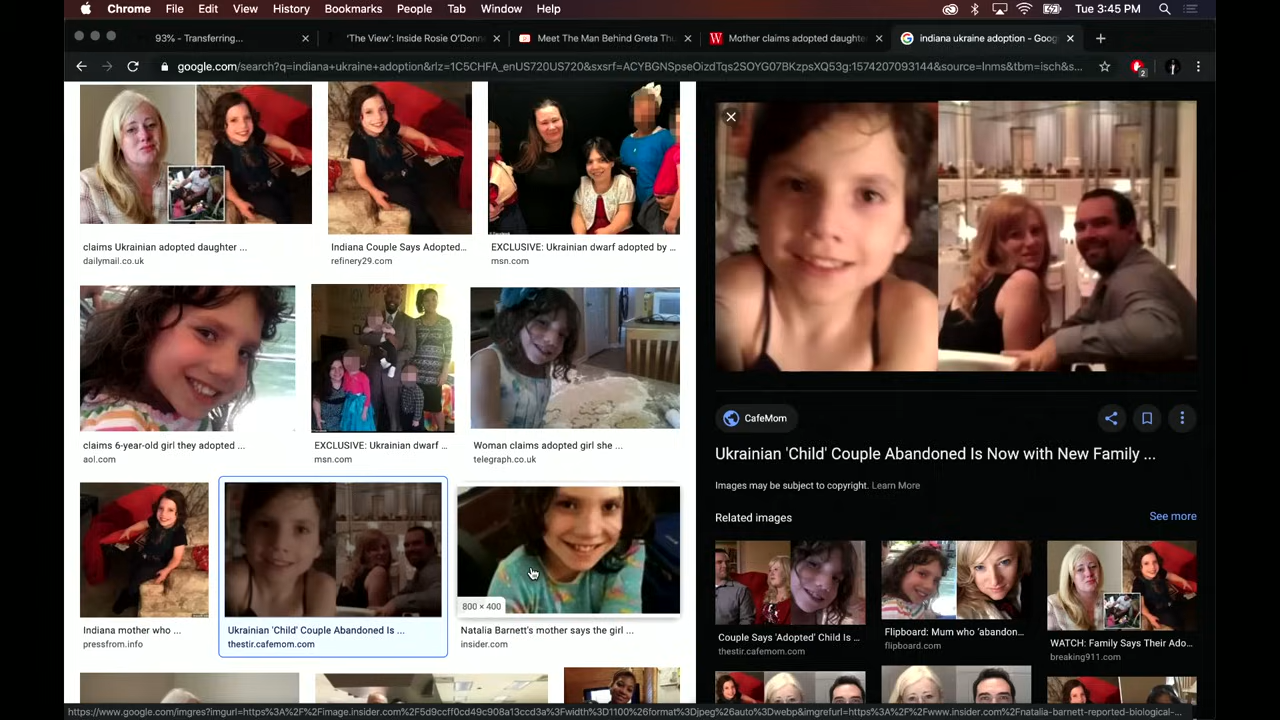 Chrome File Edit View History Bookmarks People Tab Window Help Tue 3:45 PM
93% - Transferring... 'The View': Inside Rosie O'Donne Meet The Man Behind Greta Thu Mother claims adopted daughte indiana ukraine adoption - Goog
google.com/search?q=indiana+ukraine+adoption&rlz=1C5CHFA_enUS720US720&sxsrf=ACYBGNSpseOizdTqs2SOYG07BKzpsXQ53g:1574207093144&source=lnms&tbm=isch&s...
2
claims Ukrainian adopted daughter ...
dailymail.co.uk
Indiana Couple Says Adopted...
refinery29.com
EXCLUSIVE: Ukrainian dwarf adopted by ...
msn.com
claims 6-year-old girl they adopted ...
aol.com
EXCLUSIVE: Ukrainian dwarf ...
msn.com
Woman claims adopted girl she ...
telegraph.co.uk
Indiana mother who ...
pressfrom.info
Ukrainian 'Child' Couple Abandoned Is ...
thestir.cafemom.com
800 × 400
Natalia Barnett's mother says the girl ...
insider.com
CafeMom
Ukrainian 'Child' Couple Abandoned Is Now with New Family ...
Images may be subject to copyright. Learn More
Related images See more
Couple Says 'Adopted' Child Is ...
thestir.cafemom.com
Flipboard: Mum who 'abandon...
flipboard.com
WATCH: Family Says Their Ado...
breaking911.com
https://www.google.com/imgres?imgurl=https%3A%2F%2Fimage.insider.com%2F5d9ccff0cd49c908a13ccd3a%3Fwidth%3D1100%26format%3Djpeg%26auto%3Dwebp&imgrefurl=https%3A%2F%2Fwww.insider.com%2Fnatalia-barnett-reported-biological-...